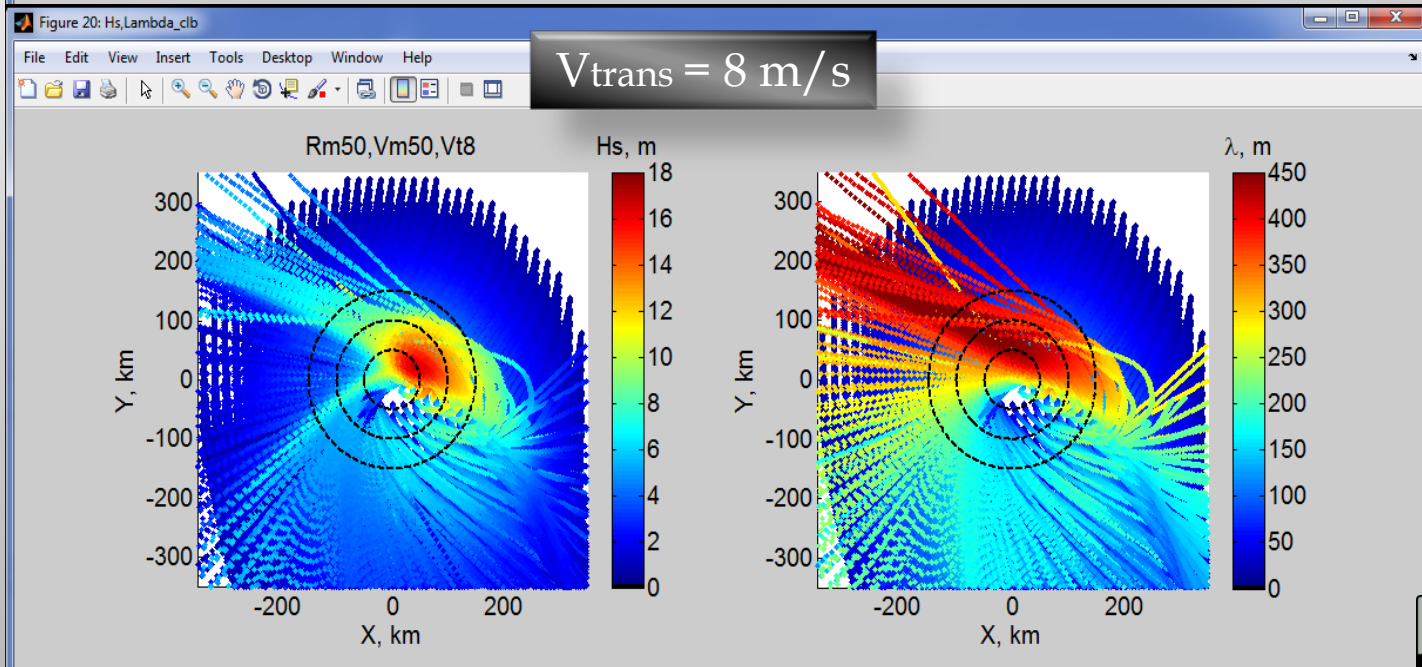 Figure 20: Hs,Lambda_clb
File Edit View Insert Tools Desktop Window Help
Vtrans = 8 m/s
Rm50,Vm50,Vt8
Hs, m
300
200
100
0
-100
-200
-300
Y, km
-200 0 200
X, km
18
16
14
12
10
8
6
4
2
0
λ, m
300
200
100
0
-100
-200
-300
Y, km
-200 0 200
X, km
450
400
350
300
250
200
150
100
50
0